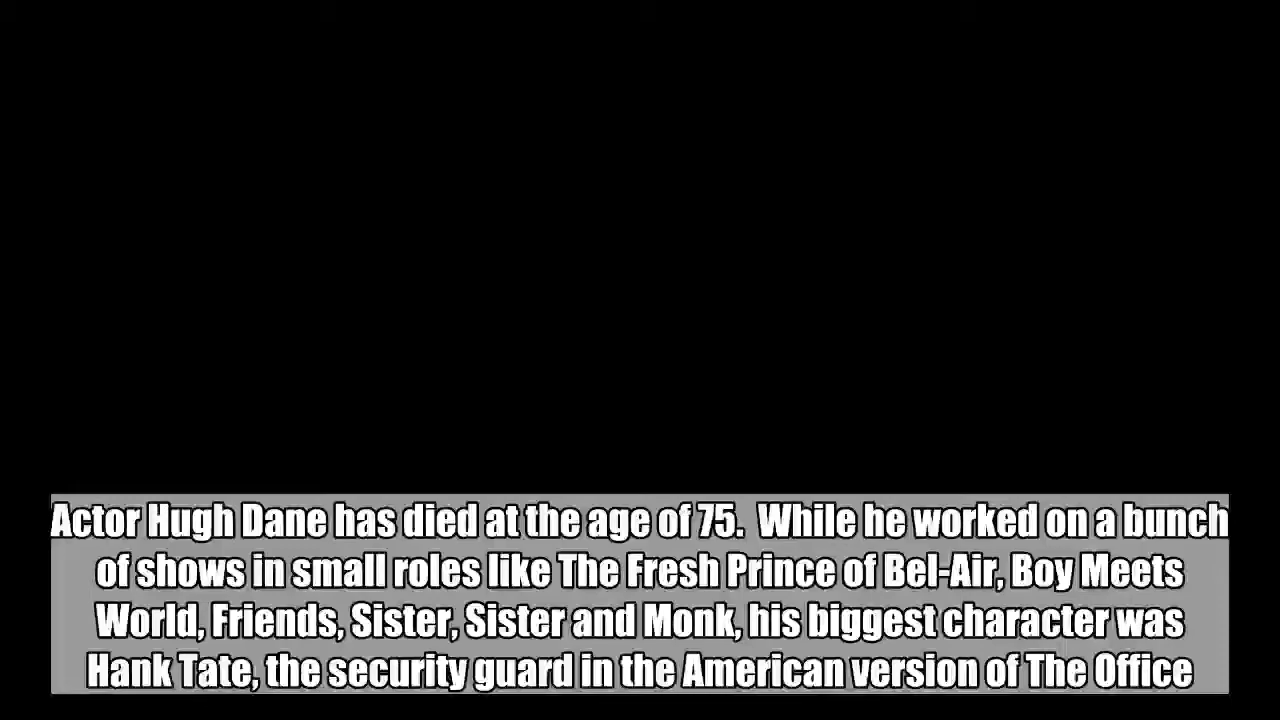 Actor Hugh Dane has died at the age of 75.  While he worked on a bunch
of shows in small roles like The Fresh Prince of Bel-Air, Boy Meets
World, Friends, Sister, Sister and Monk, his biggest character was
Hank Tate, the security guard in the American version of The Office